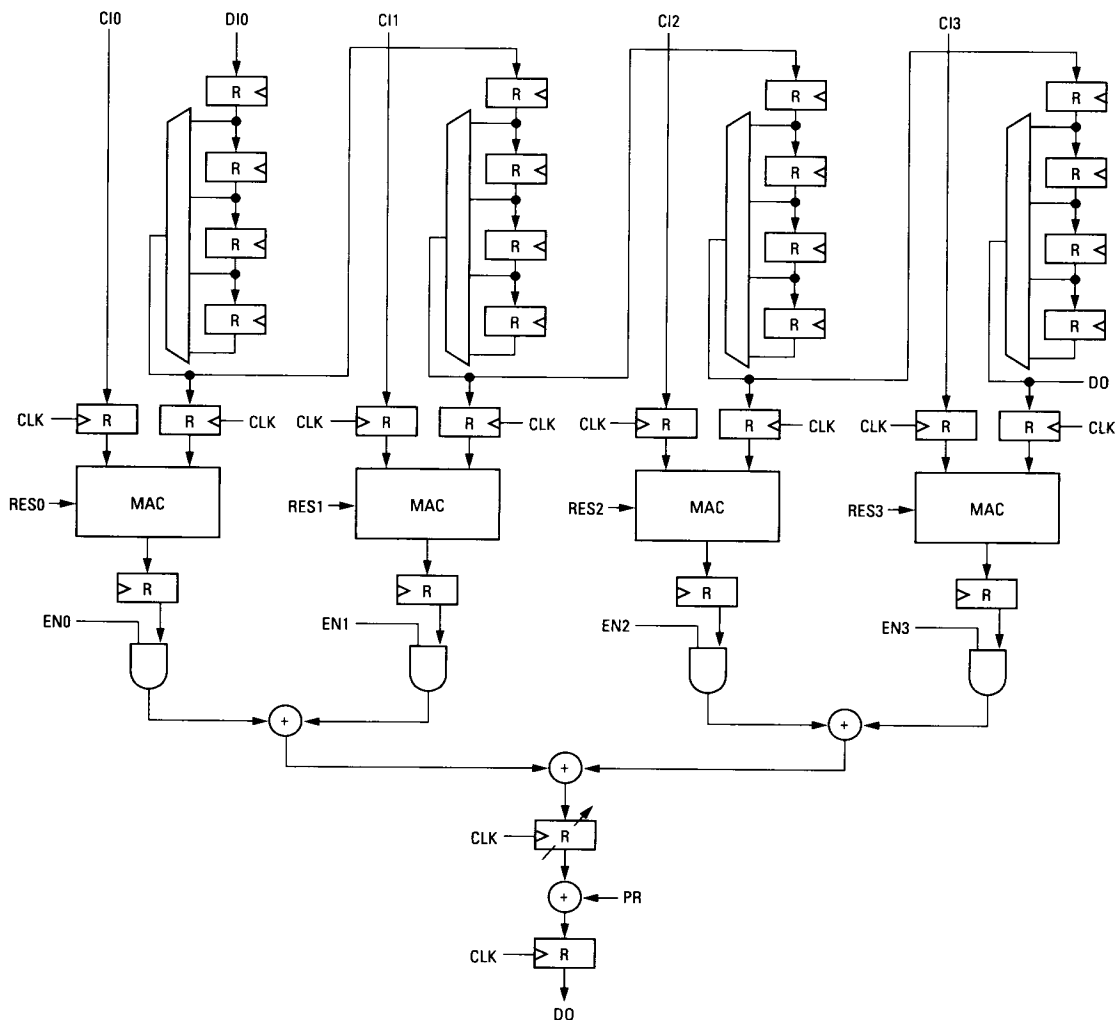 CI0 DI0 CI1 CI2 CI3
R R R R
R R R R
R R R R
R R R R
DO
CLK R R CLK CLK R R CLK CLK R R CLK CLK R R CLK
RES0 MAC RES1 MAC RES2 MAC RES3 MAC
R R R R
EN0 EN1 EN2 EN3
+ +
+
CLK R
+ PR
CLK R
DO